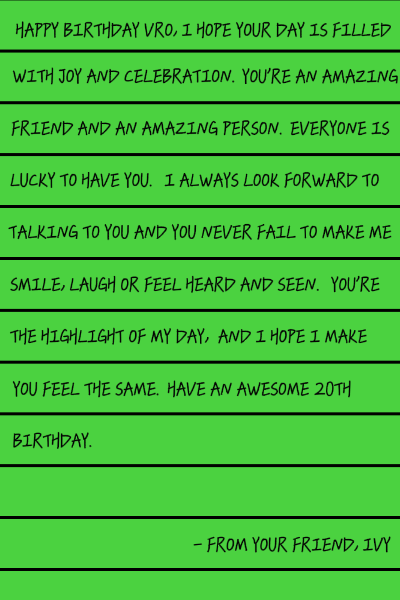 HAPPY BIRTHDAY VRO, I HOPE YOUR DAY IS FILLED
WITH JOY AND CELEBRATION. YOU'RE AN AMAZING
FRIEND AND AN AMAZING PERSON. EVERYONE IS
LUCKY TO HAVE YOU. I ALWAYS LOOK FORWARD TO
TALKING TO YOU AND YOU NEVER FAIL TO MAKE ME
SMILE, LAUGH OR FEEL HEARD AND SEEN. YOU'RE
THE HIGHLIGHT OF MY DAY, AND I HOPE I MAKE
YOU FEEL THE SAME. HAVE AN AWESOME 20TH
BIRTHDAY.
- FROM YOUR FRIEND, IVY